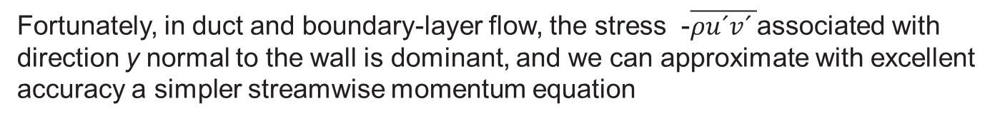 Fortunately, in duct and boundary-layer flow, the stress -\overline{ρu′v′} associated with
direction y normal to the wall is dominant, and we can approximate with excellent
accuracy a simpler streamwise momentum equation